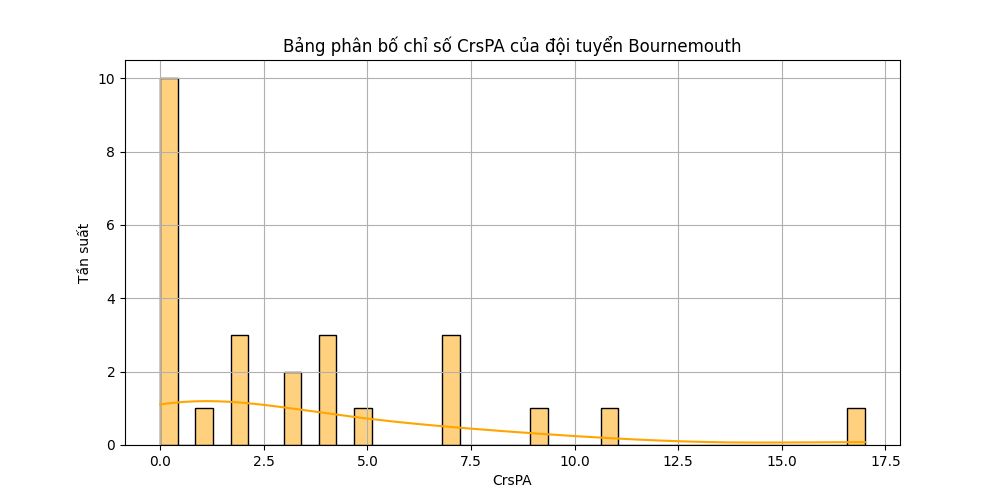 Bảng phân bố chỉ số CrsPA của đội tuyển Bournemouth
Tần suất
10
8
6
4
2
0
0.0 2.5 5.0 7.5 10.0 12.5 15.0 17.5
CrsPA